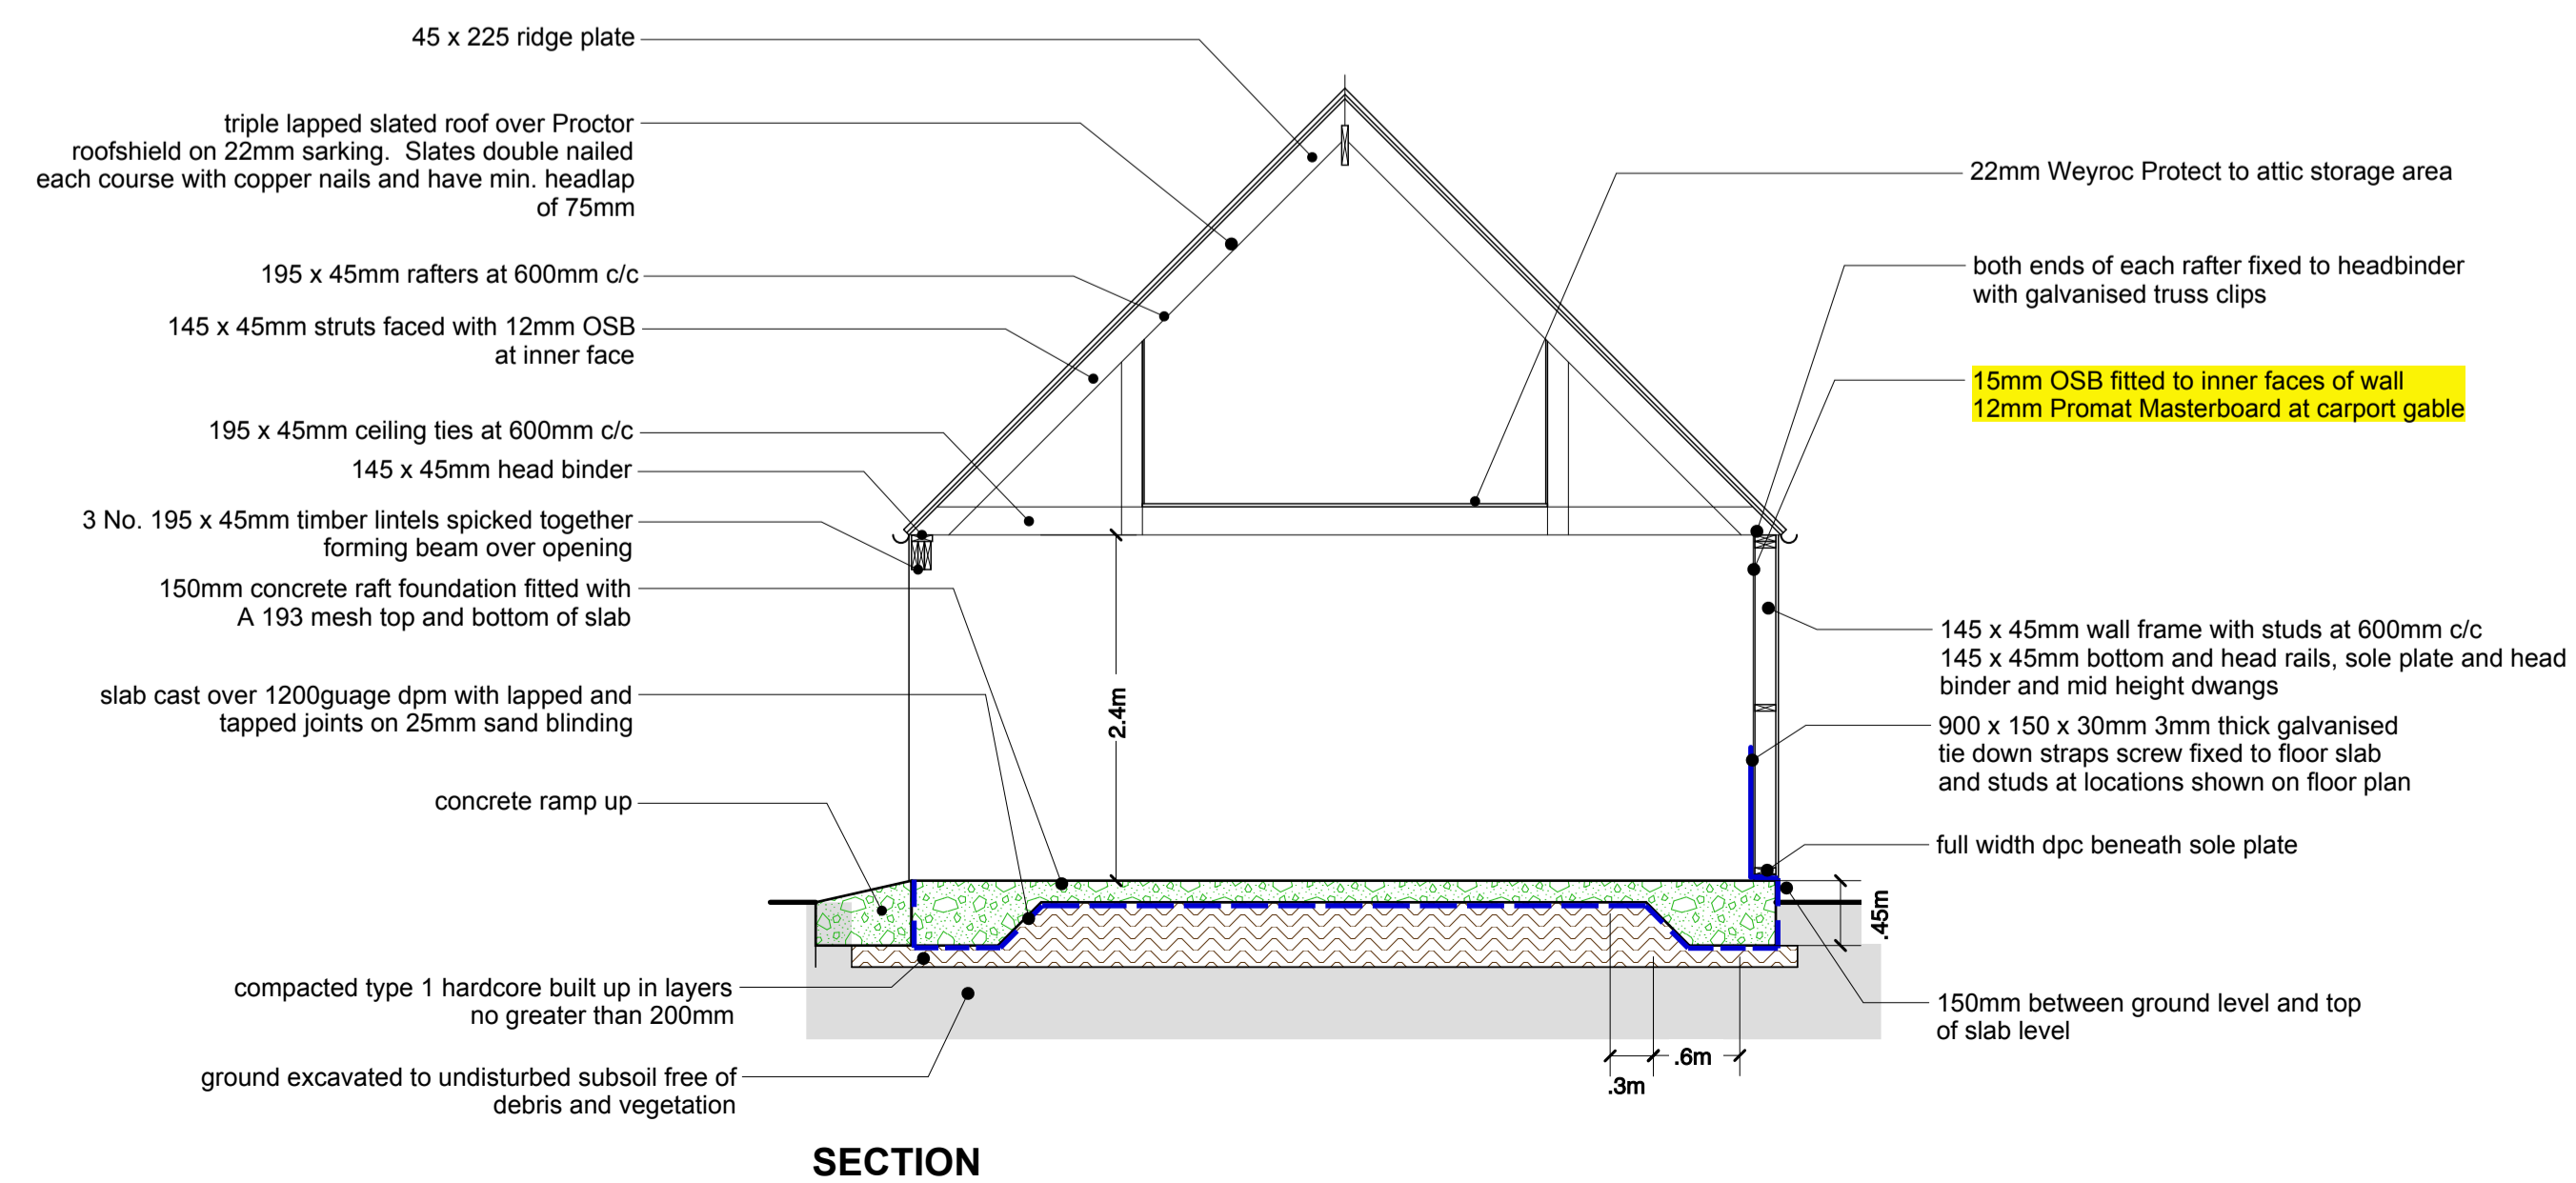 45 x 225 ridge plate
triple lapped slated roof over Proctor
roofshield on 22mm sarking.  Slates double nailed
each course with copper nails and have min. headlap
of 75mm
195 x 45mm rafters at 600mm c/c
145 x 45mm struts faced with 12mm OSB
at inner face
195 x 45mm ceiling ties at 600mm c/c
145 x 45mm head binder
3 No. 195 x 45mm timber lintels spicked together
forming beam over opening
150mm concrete raft foundation fitted with
A 193 mesh top and bottom of slab
slab cast over 1200guage dpm with lapped and
tapped joints on 25mm sand blinding
concrete ramp up
compacted type 1 hardcore built up in layers
no greater than 200mm
ground excavated to undisturbed subsoil free of
debris and vegetation
22mm Weyroc Protect to attic storage area
both ends of each rafter fixed to headbinder
with galvanised truss clips
15mm OSB fitted to inner faces of wall
12mm Promat Masterboard at carport gable
145 x 45mm wall frame with studs at 600mm c/c
145 x 45mm bottom and head rails, sole plate and head
binder and mid height dwangs
900 x 150 x 30mm 3mm thick galvanised
tie down straps screw fixed to floor slab
and studs at locations shown on floor plan
full width dpc beneath sole plate
150mm between ground level and top
of slab level
2.4m
.45m
.6m
.3m
SECTION